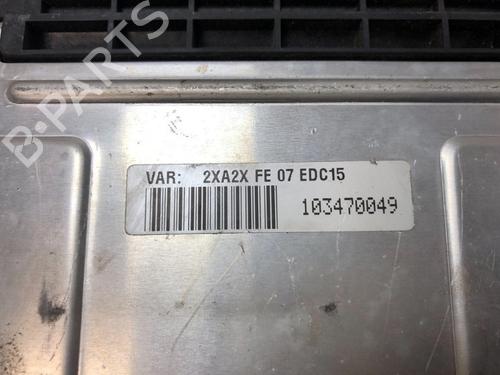 B-PARTS
VAR: 2XA2X FE 07 EDC15
103470049